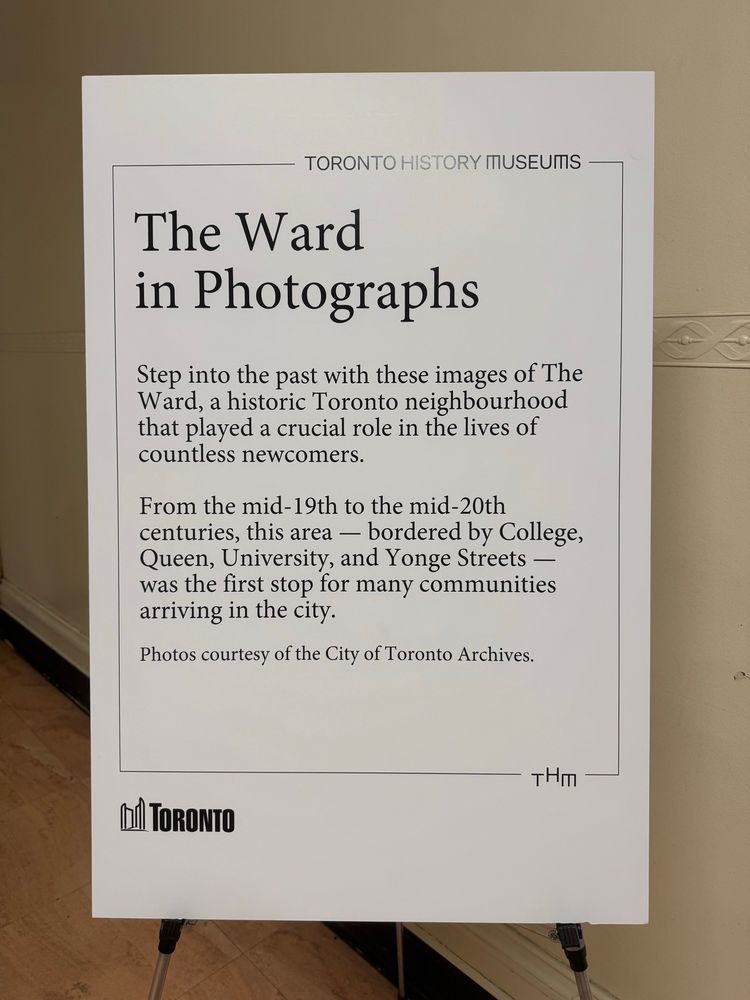 TORONTO HISTORY MUSEUMS
The Ward
in Photographs
Step into the past with these images of The
Ward, a historic Toronto neighbourhood
that played a crucial role in the lives of
countless newcomers.
From the mid-19th to the mid-20th
centuries, this area — bordered by College,
Queen, University, and Yonge Streets —
was the first stop for many communities
arriving in the city.
Photos courtesy of the City of Toronto Archives.
THM
TORONTO